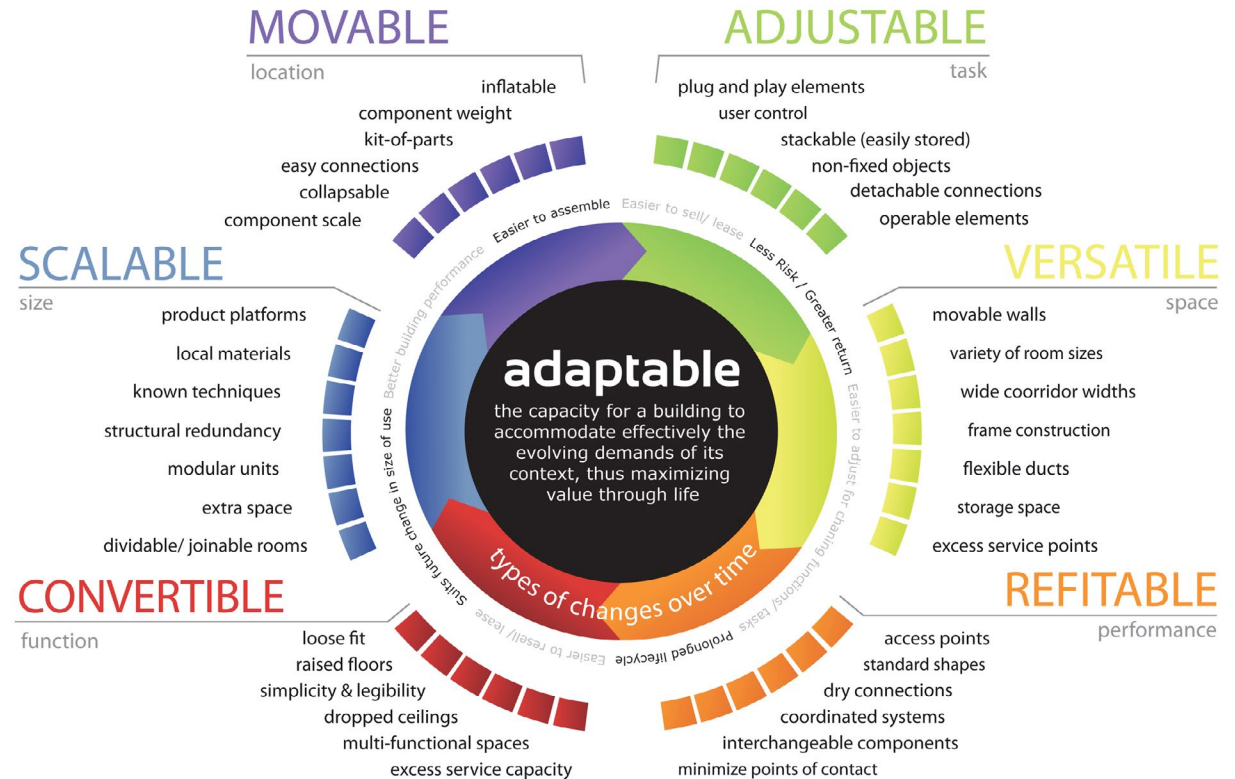 MOVABLE
location
inflatable
component weight
kit-of-parts
easy connections
collapsable
component scale
ADJUSTABLE
task
plug and play elements
user control
stackable (easily stored)
non-fixed objects
detachable connections
operable elements
SCALABLE
size
product platforms
local materials
known techniques
structural redundancy
modular units
extra space
dividable/ joinable rooms
VERSATILE
space
movable walls
variety of room sizes
wide coorridor widths
frame construction
flexible ducts
storage space
excess service points
CONVERTIBLE
function
loose fit
raised floors
simplicity & legibility
dropped ceilings
multi-functional spaces
excess service capacity
REFITABLE
performance
access points
standard shapes
dry connections
coordinated systems
interchangeable components
minimize points of contact
Easier to assemble
Easier to sell/ lease
Less Risk / Greater return
Easier to adjust for chaning functions/ tasks
Prolonged lifecycle
Easier to resell/ lease
Suits future change in size of use
Better building performance
adaptable
the capacity for a building to
accommodate effectively the
evolving demands of its
context, thus maximizing
value through life
types of changes over time